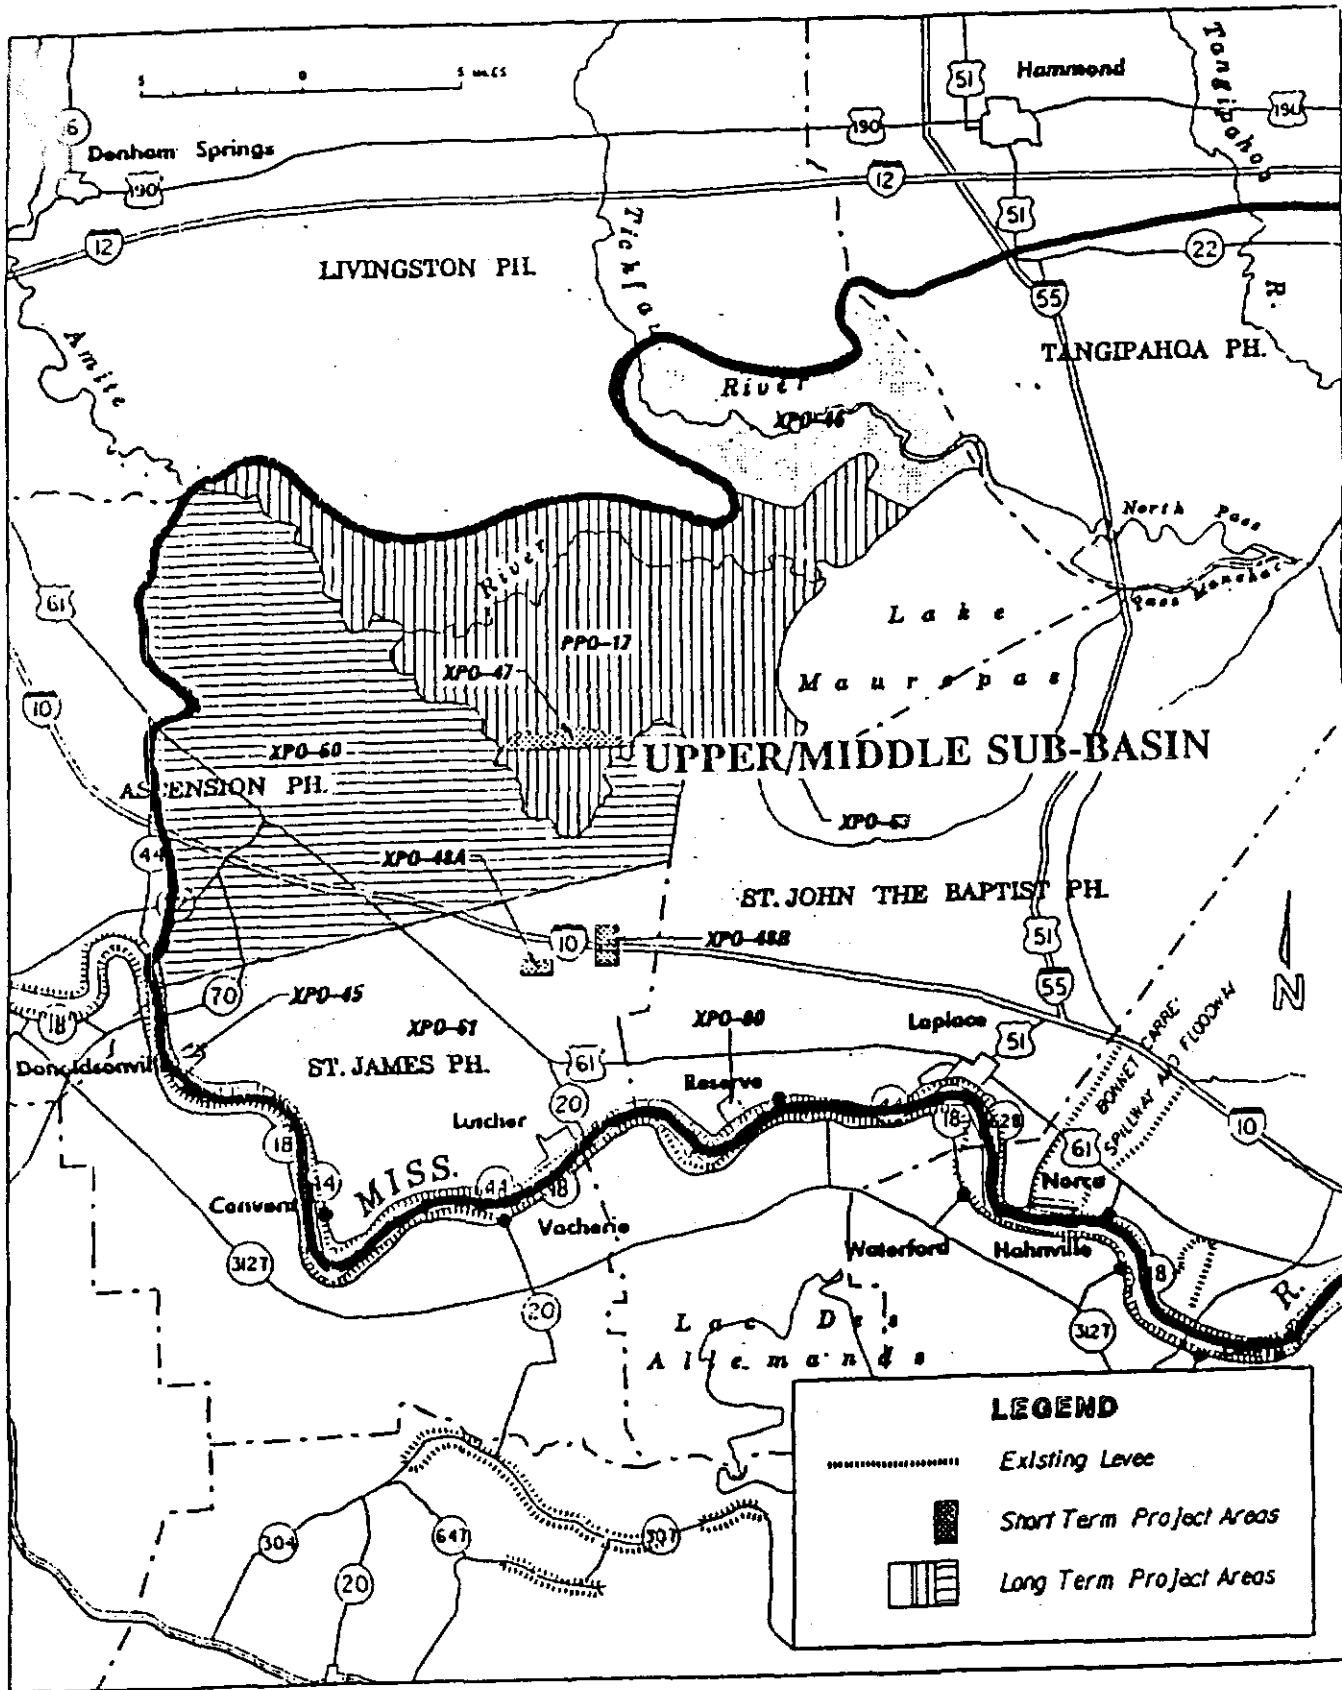 5 0 5 MILES
51
Hammond
Tangipahoa
190
190
16
Denham Springs
190
12
51
12
22
Tickfaw
LIVINGSTON PH.
55
R.
Amite
TANGIPAHOA PH.
River
XPO-46
North Pass
Pass Manchac
61
River
Lake
PPO-17
XPO-47
Maurepas
10
XPO-60
UPPER/MIDDLE SUB-BASIN
ASCENSION PH.
XPO-63
44
XPO-48A
ST. JOHN THE BAPTIST PH.
10
XPO-48B
51
55
N
70
XPO-45
18
XPO-61
XPO-80
Laplace
51
BONNET CARRE'
SPILLWAY AND FLOODWAY
Donaldsonville
ST. JAMES PH.
61
Reserve
20
44
18
628
10
Lutcher
18
61
44
MISS.
44
18
Norco
Convent
Vacherie
Waterford
Hahnville
18
3127
20
R.
Lac Des
3127
Allemands
LEGEND
Existing Levee
Short Term Project Areas
Long Term Project Areas
304
647
307
20